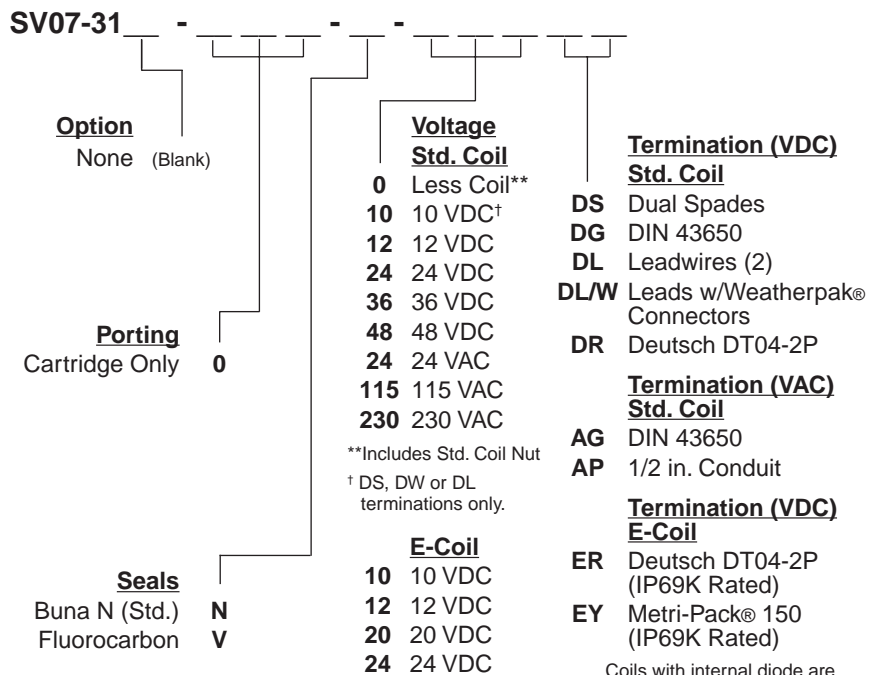 SV07-31__ - __ __ __ - __ - __ __ __ __ __
Option
None (Blank)
Porting
Cartridge Only 0
Seals
Buna N (Std.) N
Fluorocarbon V
Voltage
Std. Coil
0 Less Coil**
10 10 VDC†
12 12 VDC
24 24 VDC
36 36 VDC
48 48 VDC
24 24 VAC
115 115 VAC
230 230 VAC
**Includes Std. Coil Nut
† DS, DW or DL
terminations only.
E-Coil
10 10 VDC
12 12 VDC
20 20 VDC
24 24 VDC
Termination (VDC)
Std. Coil
DS Dual Spades
DG DIN 43650
DL Leadwires (2)
DL/W Leads w/Weatherpak®
Connectors
DR Deutsch DT04-2P
Termination (VAC)
Std. Coil
AG DIN 43650
AP 1/2 in. Conduit
Termination (VDC)
E-Coil
ER Deutsch DT04-2P
(IP69K Rated)
EY Metri-Pack® 150
(IP69K Rated)
Coils with internal diode are